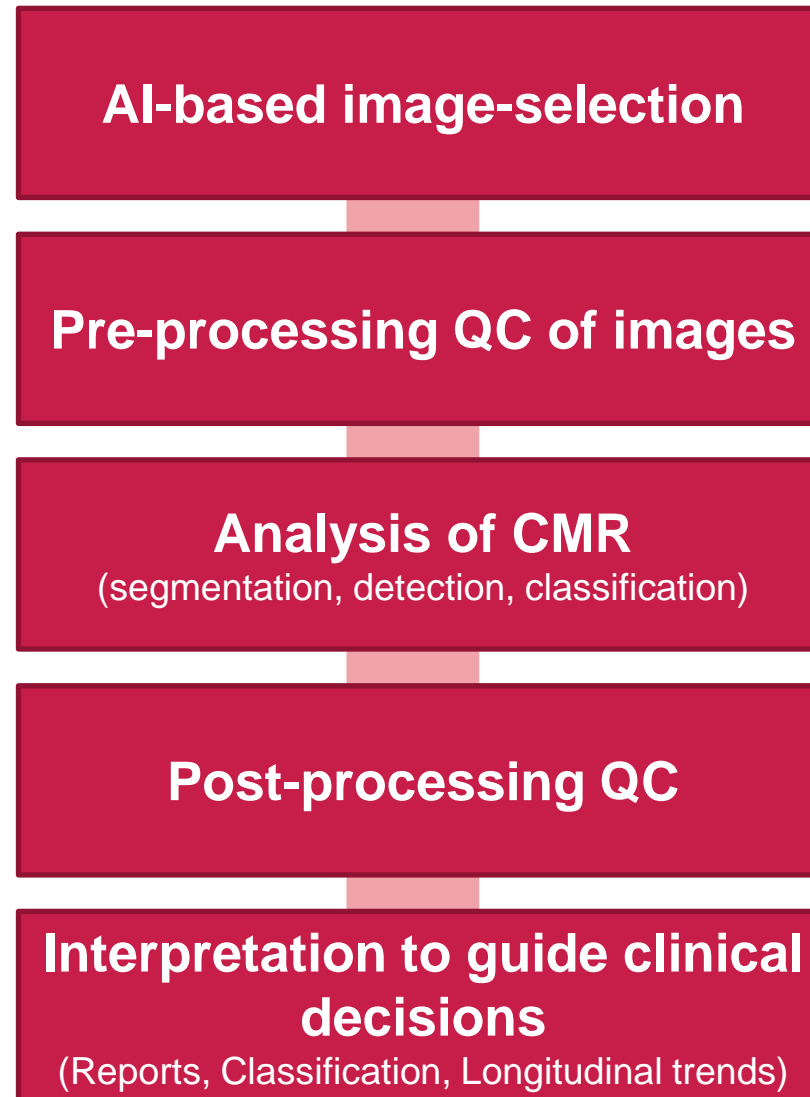 AI-based image-selection
Pre-processing QC of images
Analysis of CMR
(segmentation, detection, classification)
Post-processing QC
Interpretation to guide clinical
decisions
(Reports, Classification, Longitudinal trends)